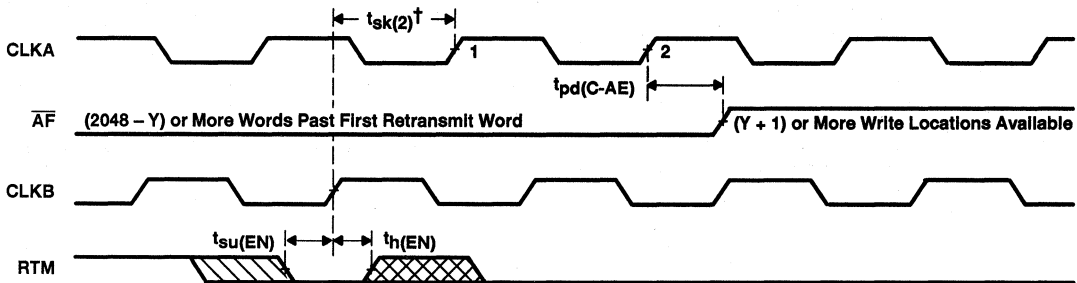 tsk(2)†
CLKA
1
2
tpd(C-AE)
AF
(2048 – Y) or More Words Past First Retransmit Word
(Y + 1) or More Write Locations Available
CLKB
tsu(EN)
th(EN)
RTM